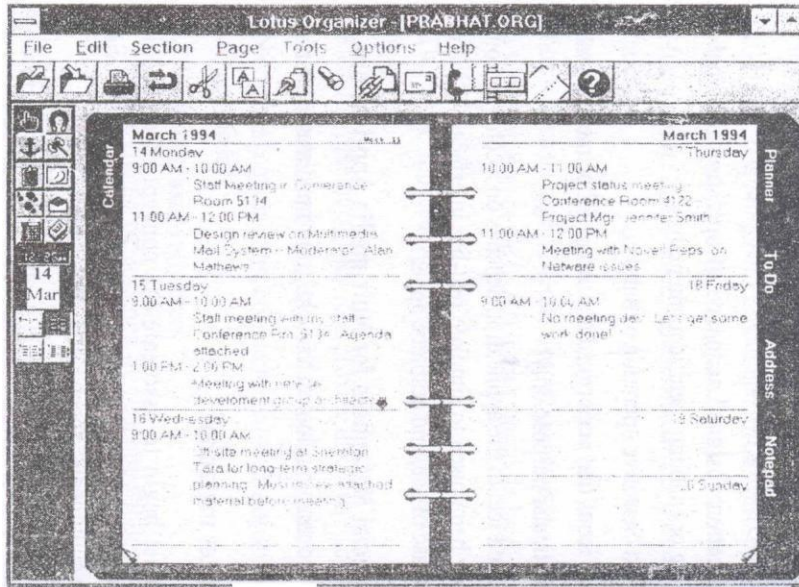 Lotus Organizer - [PRABHAT.ORG]
File Edit Section Page Tools Options Help
Calendar
March 1994
14 Monday
9:00 AM - 10:00 AM
Staff Meeting in Conference
Room 5134
11:00 AM - 12:00 PM
Design review on Multimedia
Mail System - Moderator: Alan
Mathews
15 Tuesday
9:00 AM - 10:00 AM
Staff meeting with my staff -
Conference Rm. 5134. Agenda
attached
1:00 PM - 2:00 PM
Meeting with
develoment group
16 Wednesday
9:00 AM - 10:00 AM
Off-site meeting at Sheraton
Tara for long-term strategic
planning. Must review attached
material before meeting.
March 1994
Thursday
10:00 AM - 11:00 AM
Project status meeting -
Conference Room 4122 -
Project Mgr. Jennifer Smith
11:00 AM - 12:00 PM
Meeting with Novell Reps. on
Netware issues
18 Friday
9:00 AM - 10:00 AM
No meeting day. Let's get some
work done!
Saturday
Sunday
Planner
To Do
Address
Notepad
14
Mar